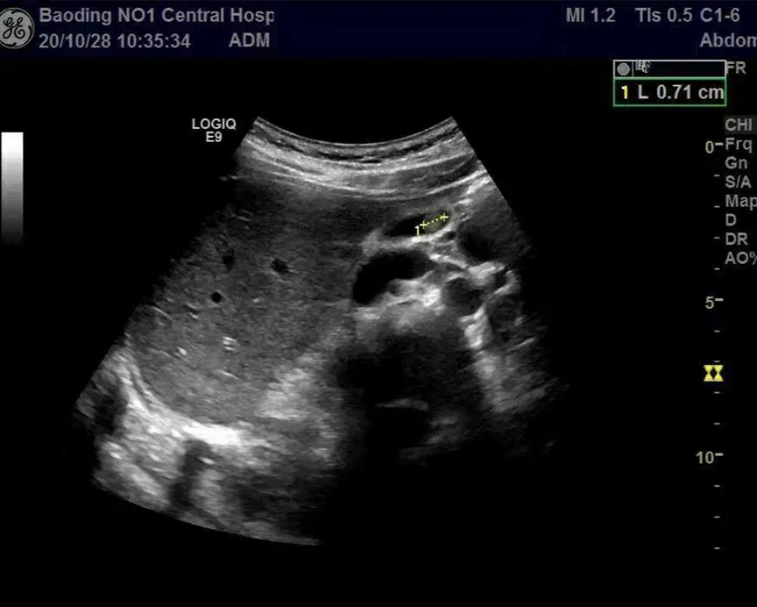 GE
Baoding NO1 Central Hosp
MI 1.2 TIs 0.5 C1-6
20/10/28 10:35:34 ADM
Abdom
FR
1 L 0.71 cm
LOGIQ
E9
CHI
Frq
Gn
S/A
Map
D
DR
AO%
0
5
10
1